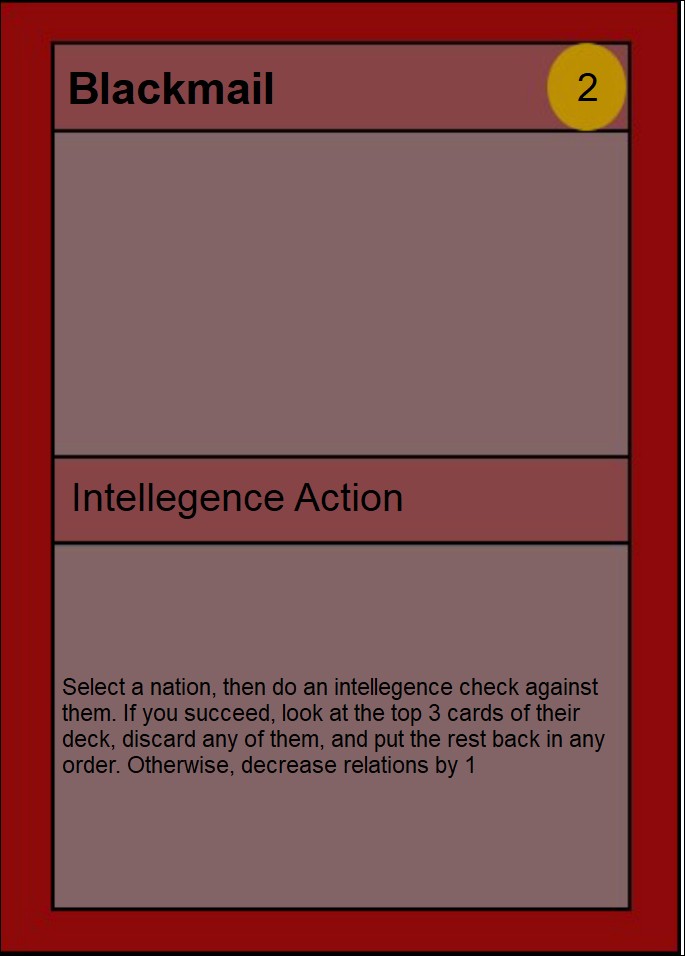 Blackmail 2
Intellegence Action
Select a nation, then do an intellegence check against
them. If you succeed, look at the top 3 cards of their
deck, discard any of them, and put the rest back in any
order. Otherwise, decrease relations by 1